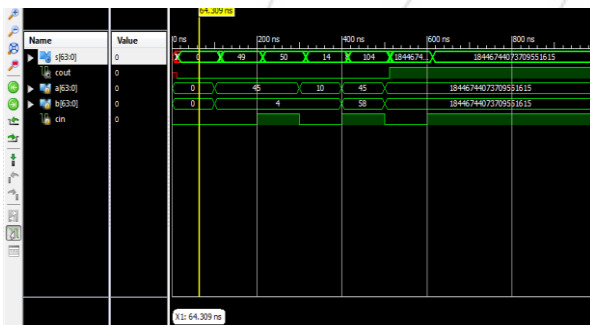 64.309 ns
Name Value 0 ns 200 ns 400 ns 600 ns 800 ns
s[63:0] 0 X 0 49 50 14 104 1844674... 18446744073709551615
cout 0
a[63:0] 0 0 45 10 45 18446744073709551615
b[63:0] 0 0 4 58 18446744073709551615
cin 0
X1: 64.309 ns